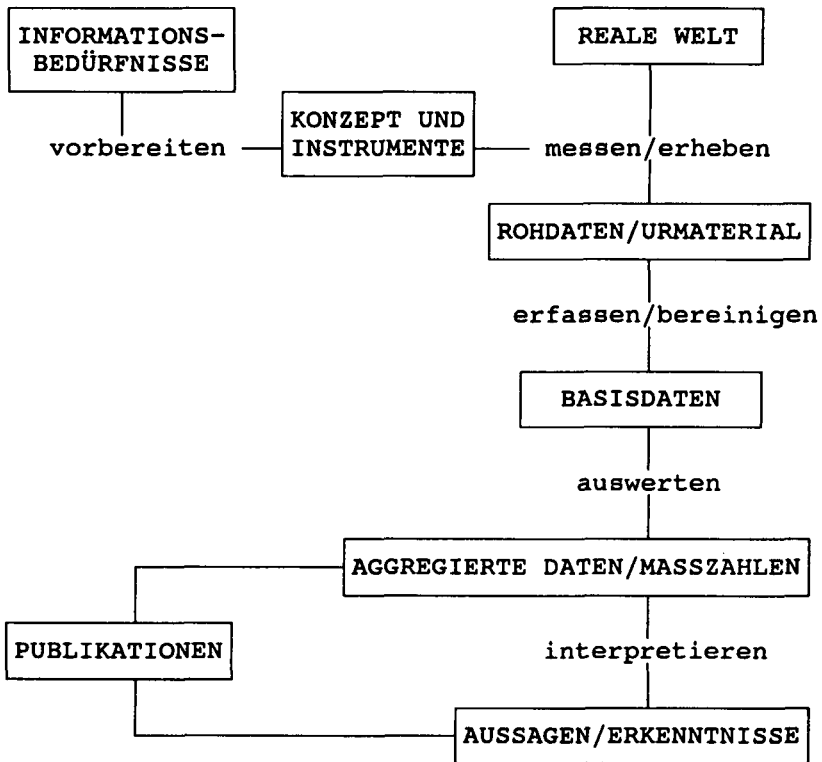 INFORMATIONS-
BEDÜRFNISSE
REALE WELT
KONZEPT UND
INSTRUMENTE
vorbereiten
messen/erheben
ROHDATEN/URMATERIAL
erfassen/bereinigen
BASISDATEN
auswerten
AGGREGIERTE DATEN/MASSZAHLEN
PUBLIKATIONEN
interpretieren
AUSSAGEN/ERKENNTNISSE